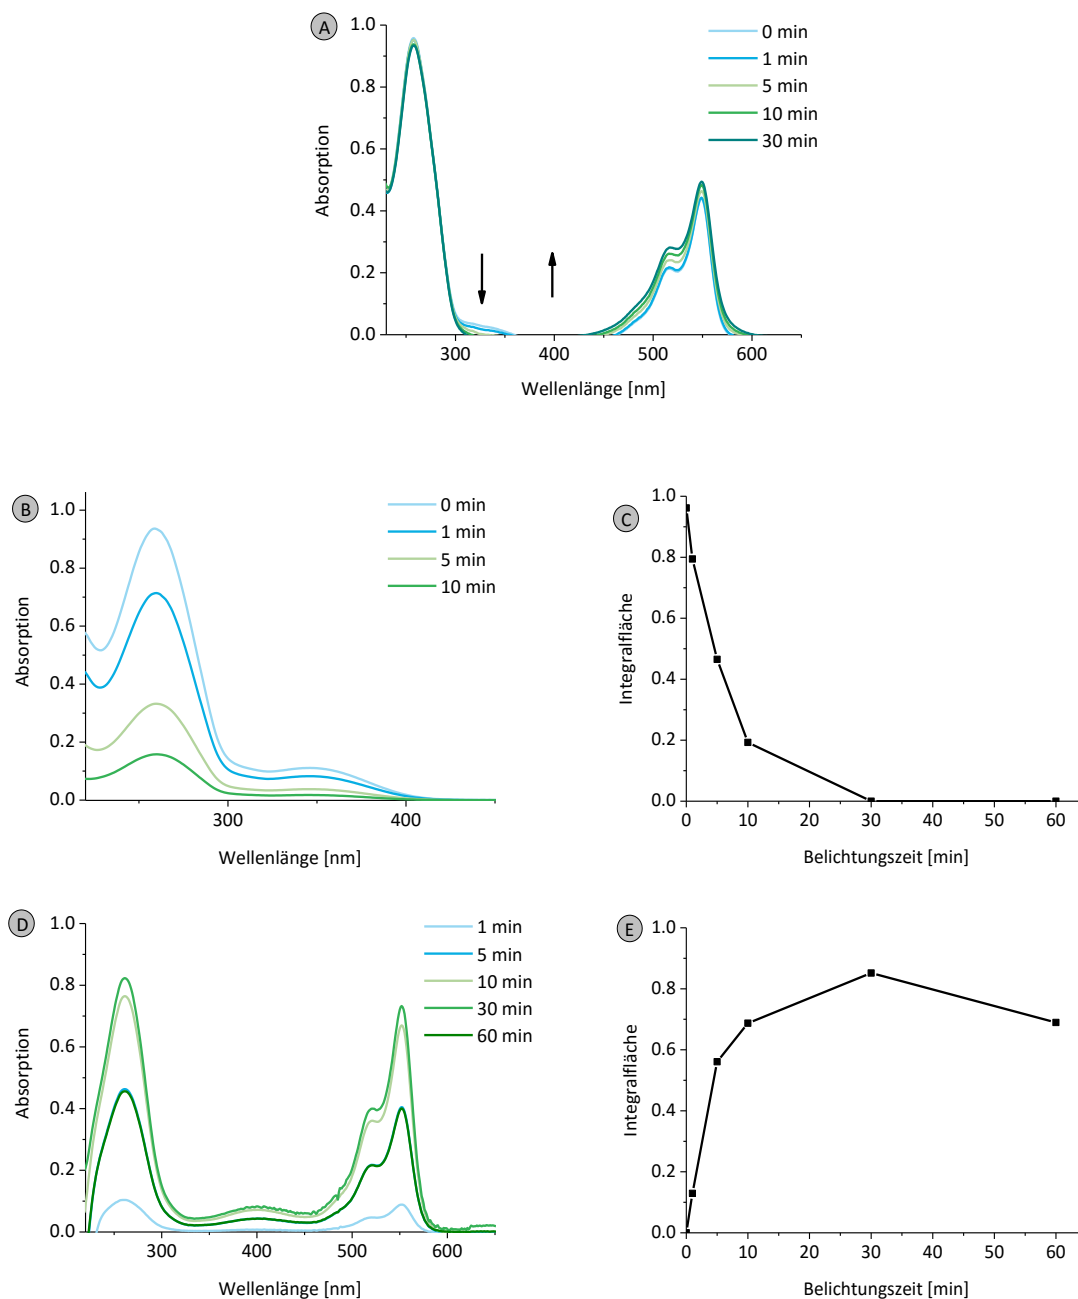 A
1.0
0.8
0.6
0.4
0.2
0.0
Absorption
300
400
500
600
Wellenlänge [nm]
0 min
1 min
5 min
10 min
30 min
B
1.0
0.8
0.6
0.4
0.2
0.0
Absorption
300
400
Wellenlänge [nm]
0 min
1 min
5 min
10 min
C
1.0
0.8
0.6
0.4
0.2
0.0
Integralfläche
0
10
20
30
40
50
60
Belichtungszeit [min]
D
1.0
0.8
0.6
0.4
0.2
0.0
Absorption
300
400
500
600
Wellenlänge [nm]
1 min
5 min
10 min
30 min
60 min
E
1.0
0.8
0.6
0.4
0.2
0.0
Integralfläche
0
10
20
30
40
50
60
Belichtungszeit [min]